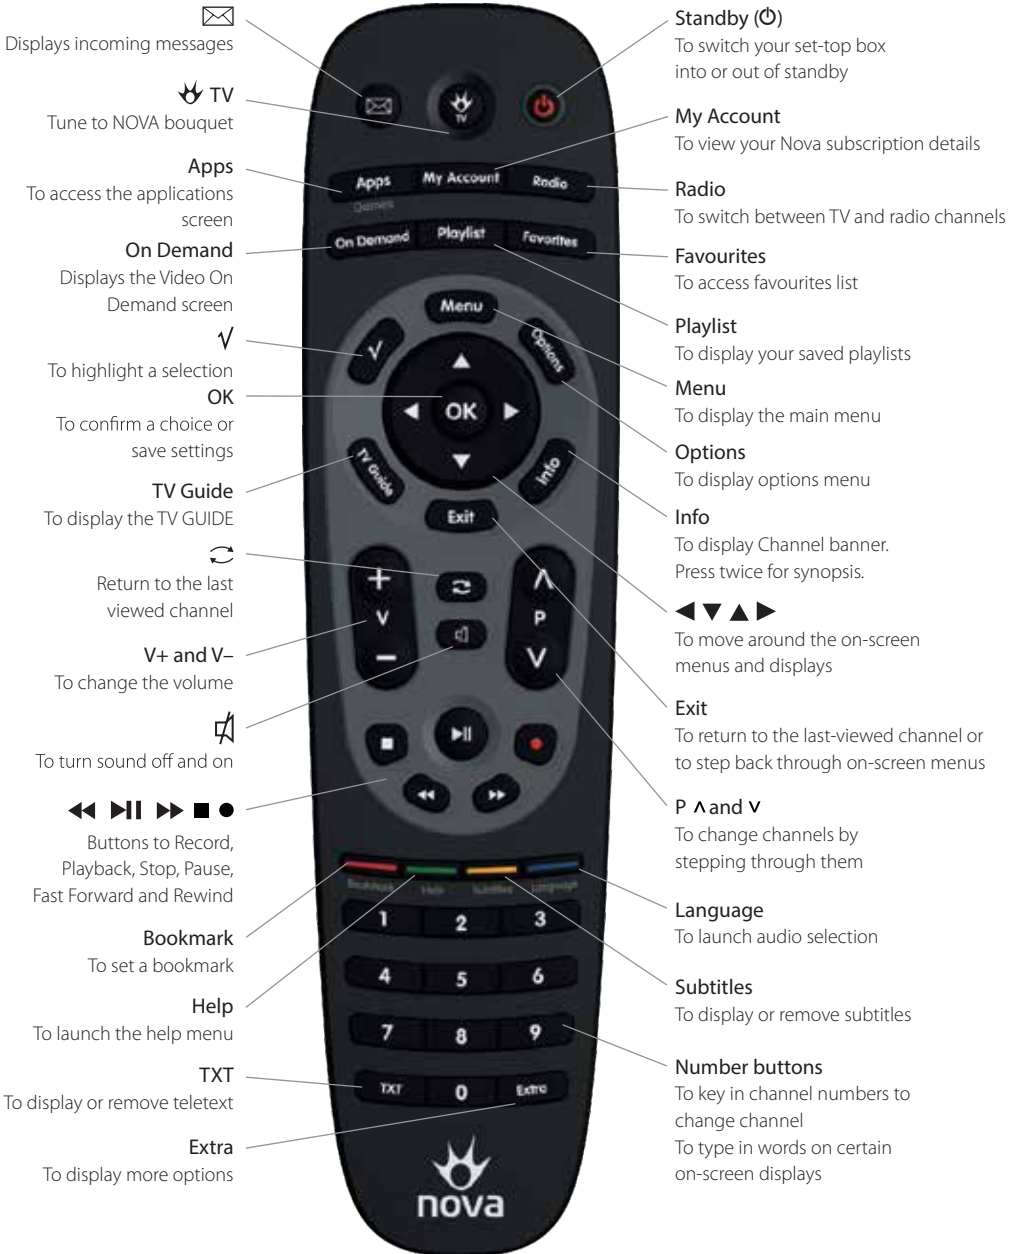 Displays incoming messages
TV
Tune to NOVA bouquet
Apps
To access the applications
screen
On Demand
Displays the Video On
Demand screen
√
To highlight a selection
OK
To confirm a choice or
save settings
TV Guide
To display the TV GUIDE
Return to the last
viewed channel
V+ and V–
To change the volume
To turn sound off and on
Buttons to Record,
Playback, Stop, Pause,
Fast Forward and Rewind
Bookmark
To set a bookmark
Help
To launch the help menu
TXT
To display or remove teletext
Extra
To display more options
TV
Apps My Account Radio
Games
On Demand Playlist Favorites
Menu
√
Options
OK
TV Guide
Info
Exit
+
V
–
P
Bookmark Help Subtitles Language
1 2 3
4 5 6
7 8 9
TXT 0 Extra
nova
Standby (⏻)
To switch your set-top box
into or out of standby
My Account
To view your Nova subscription details
Radio
To switch between TV and radio channels
Favourites
To access favourites list
Playlist
To display your saved playlists
Menu
To display the main menu
Options
To display options menu
Info
To display Channel banner.
Press twice for synopsis.
◀ ▼ ▲ ▶
To move around the on-screen
menus and displays
Exit
To return to the last-viewed channel or
to step back through on-screen menus
P ∧ and ∨
To change channels by
stepping through them
Language
To launch audio selection
Subtitles
To display or remove subtitles
Number buttons
To key in channel numbers to
change channel
To type in words on certain
on-screen displays